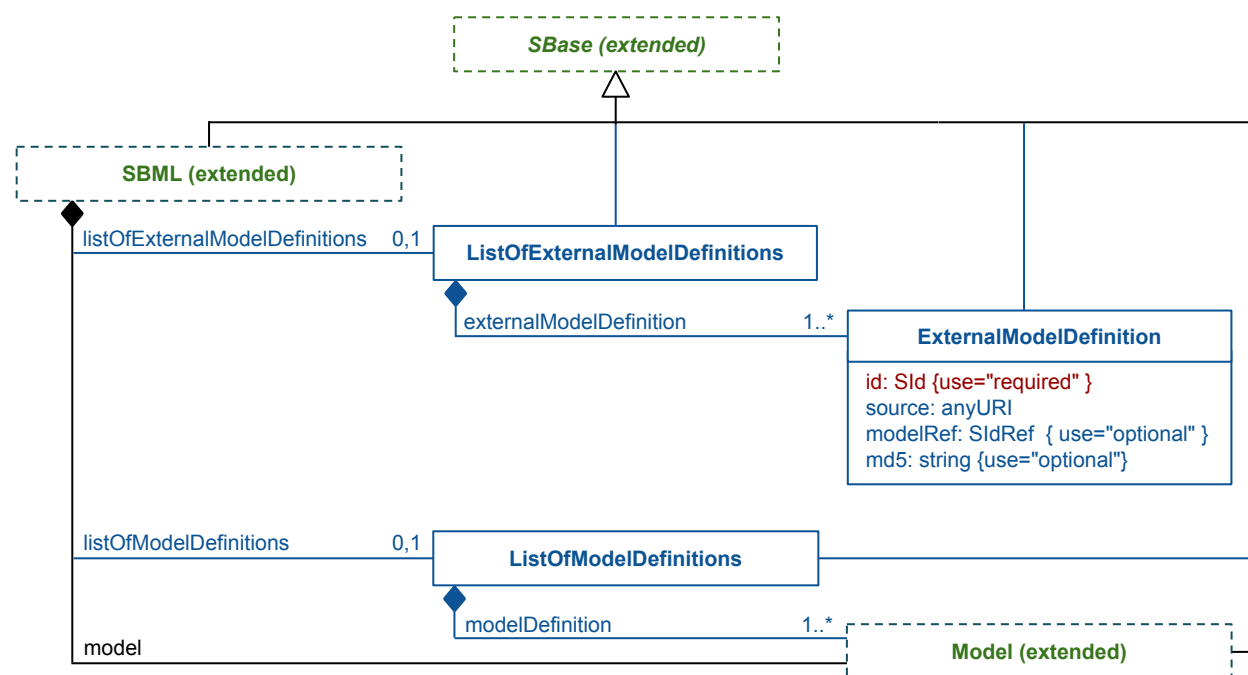 SBase (extended)
SBML (extended)
listOfExternalModelDefinitions 0,1
ListOfExternalModelDefinitions
externalModelDefinition 1..*
ExternalModelDefinition
id: SId {use="required" }
source: anyURI
modelRef: SIdRef { use="optional" }
md5: string {use="optional"}
listOfModelDefinitions 0,1
ListOfModelDefinitions
modelDefinition 1..*
model
Model (extended)